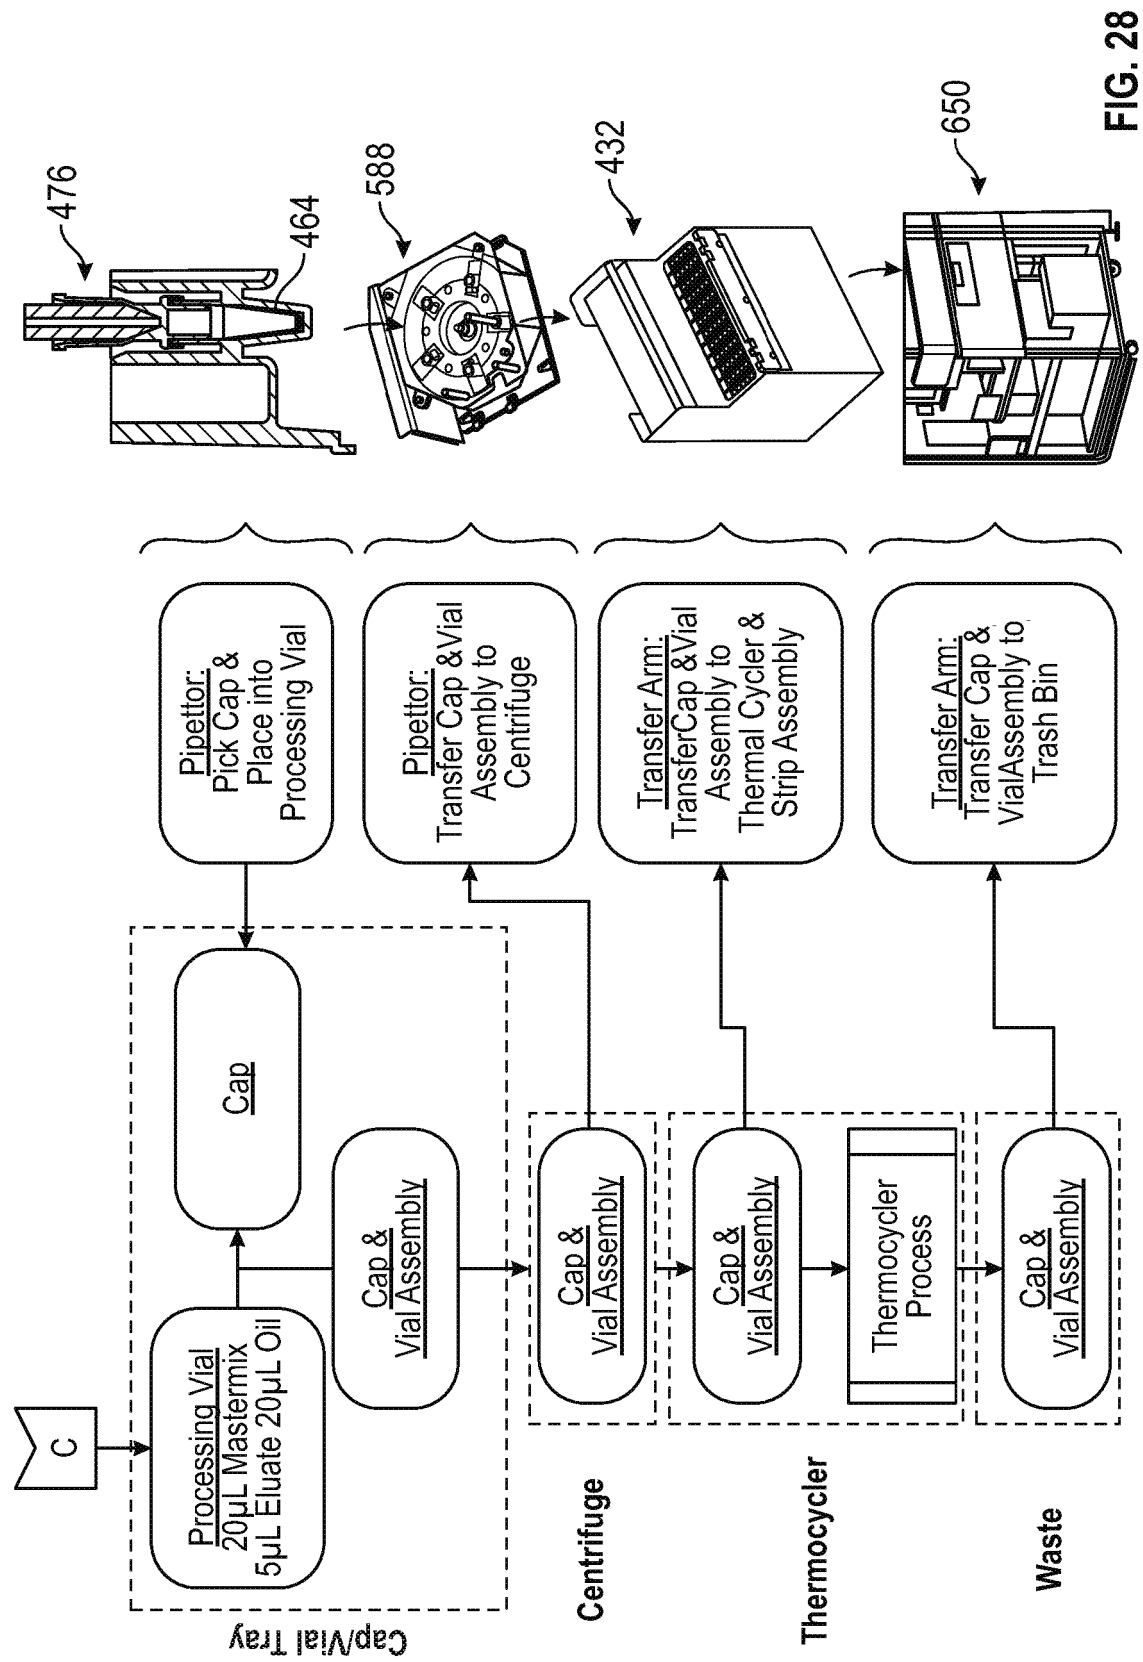 C
Processing Vial
20µL Mastermix
5µL Eluate 20µL Oil
Cap
Cap &
Vial Assembly
Cap/Vial Tray
Pipettor:
Pick Cap &
Place into
Processing Vial
476
464
Centrifuge
Cap &
Vial Assembly
Pipettor:
Transfer Cap &Vial
Assembly to
Centrifuge
588
Thermocycler
Cap &
Vial Assembly
Thermocycler
Process
Transfer Arm:
TransferCap &Vial
Assembly to
Thermal Cycler &
Strip Assembly
432
Waste
Cap &
Vial Assembly
Transfer Arm:
Transfer Cap &
VialAssembly to
Trash Bin
650
FIG. 28